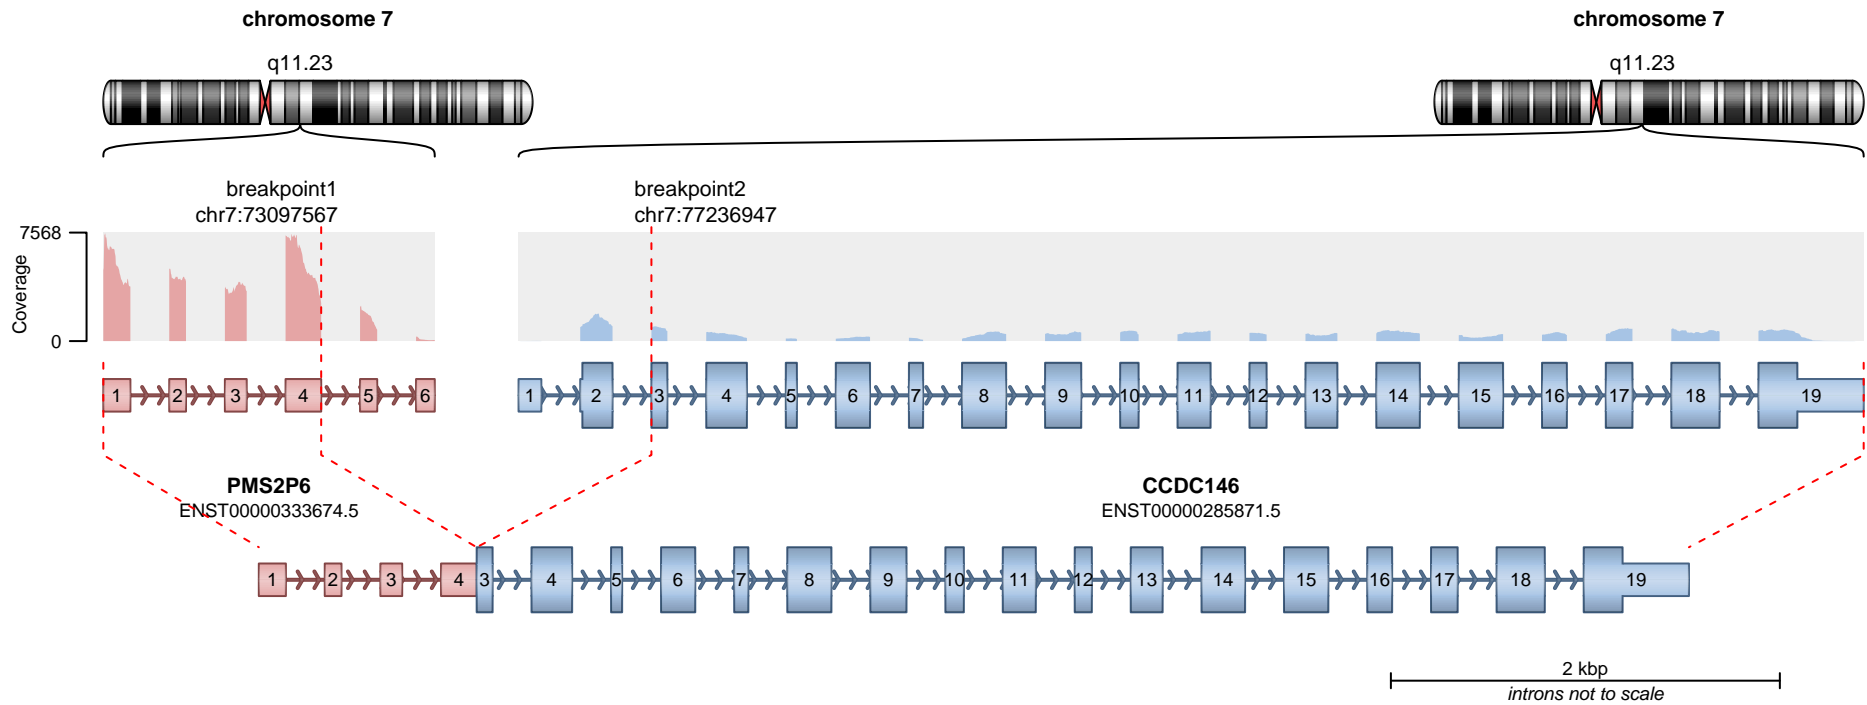 chromosome 7
chromosome 7
q11.23
q11.23
breakpoint1
chr7:73097567
breakpoint2
chr7:77236947
7568
Coverage
0
1 2 3 4 5 6
1 2 3 4 5 6 7 8 9 10 11 12 13 14 15 16 17 18 19
PMS2P6
ENST00000333674.5
CCDC146
ENST00000285871.5
1 2 3 4 3 4 5 6 7 8 9 10 11 12 13 14 15 16 17 18 19
2 kbp
introns not to scale